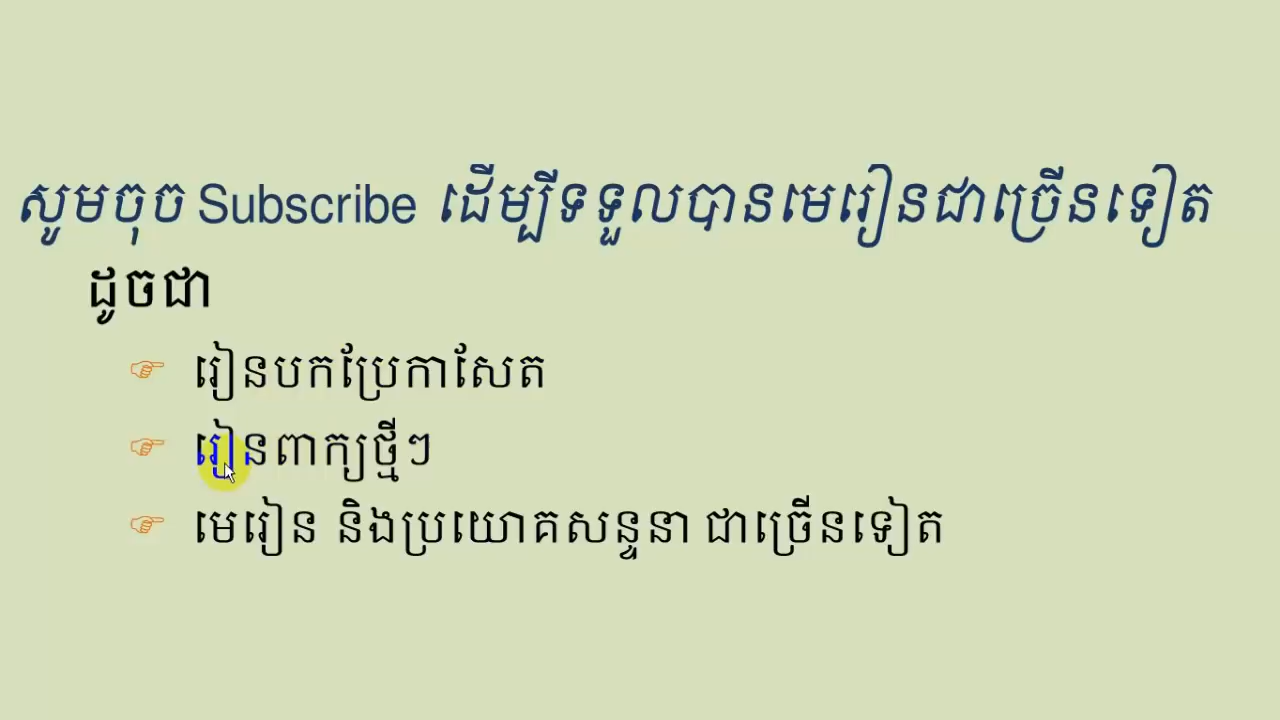 សូមចុច Subscribe ដើម្បីទទួលបានមេរៀនជាច្រើនទៀត
ដូចជា
រៀនបកប្រែកាសែត
រៀនពាក្យថ្មីៗ
មេរៀន និងប្រយោគសន្ទនា ជាច្រើនទៀត